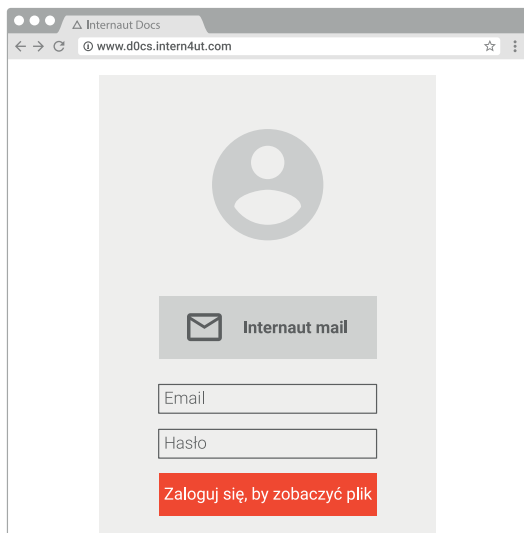 Internaut Docs
www.d0cs.intern4ut.com
Internaut mail
Email
Hasło
Zaloguj się, by zobaczyć plik